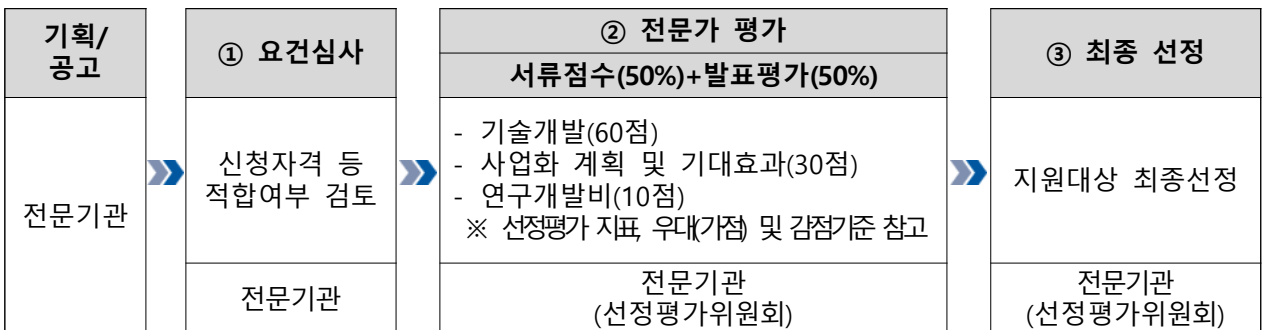 기획/
공고
전문기관
① 요건심사
신청자격 등
적합여부 검토
전문기관
② 전문가 평가
서류점수(50%)+발표평가(50%)
- 기술개발(60점)
- 사업화 계획 및 기대효과(30점)
- 연구개발비(10점)
※ 선정평가 지표, 우대(가점) 및 감점기준 참고
전문기관
(선정평가위원회)
③ 최종 선정
지원대상 최종선정
전문기관
(선정평가위원회)